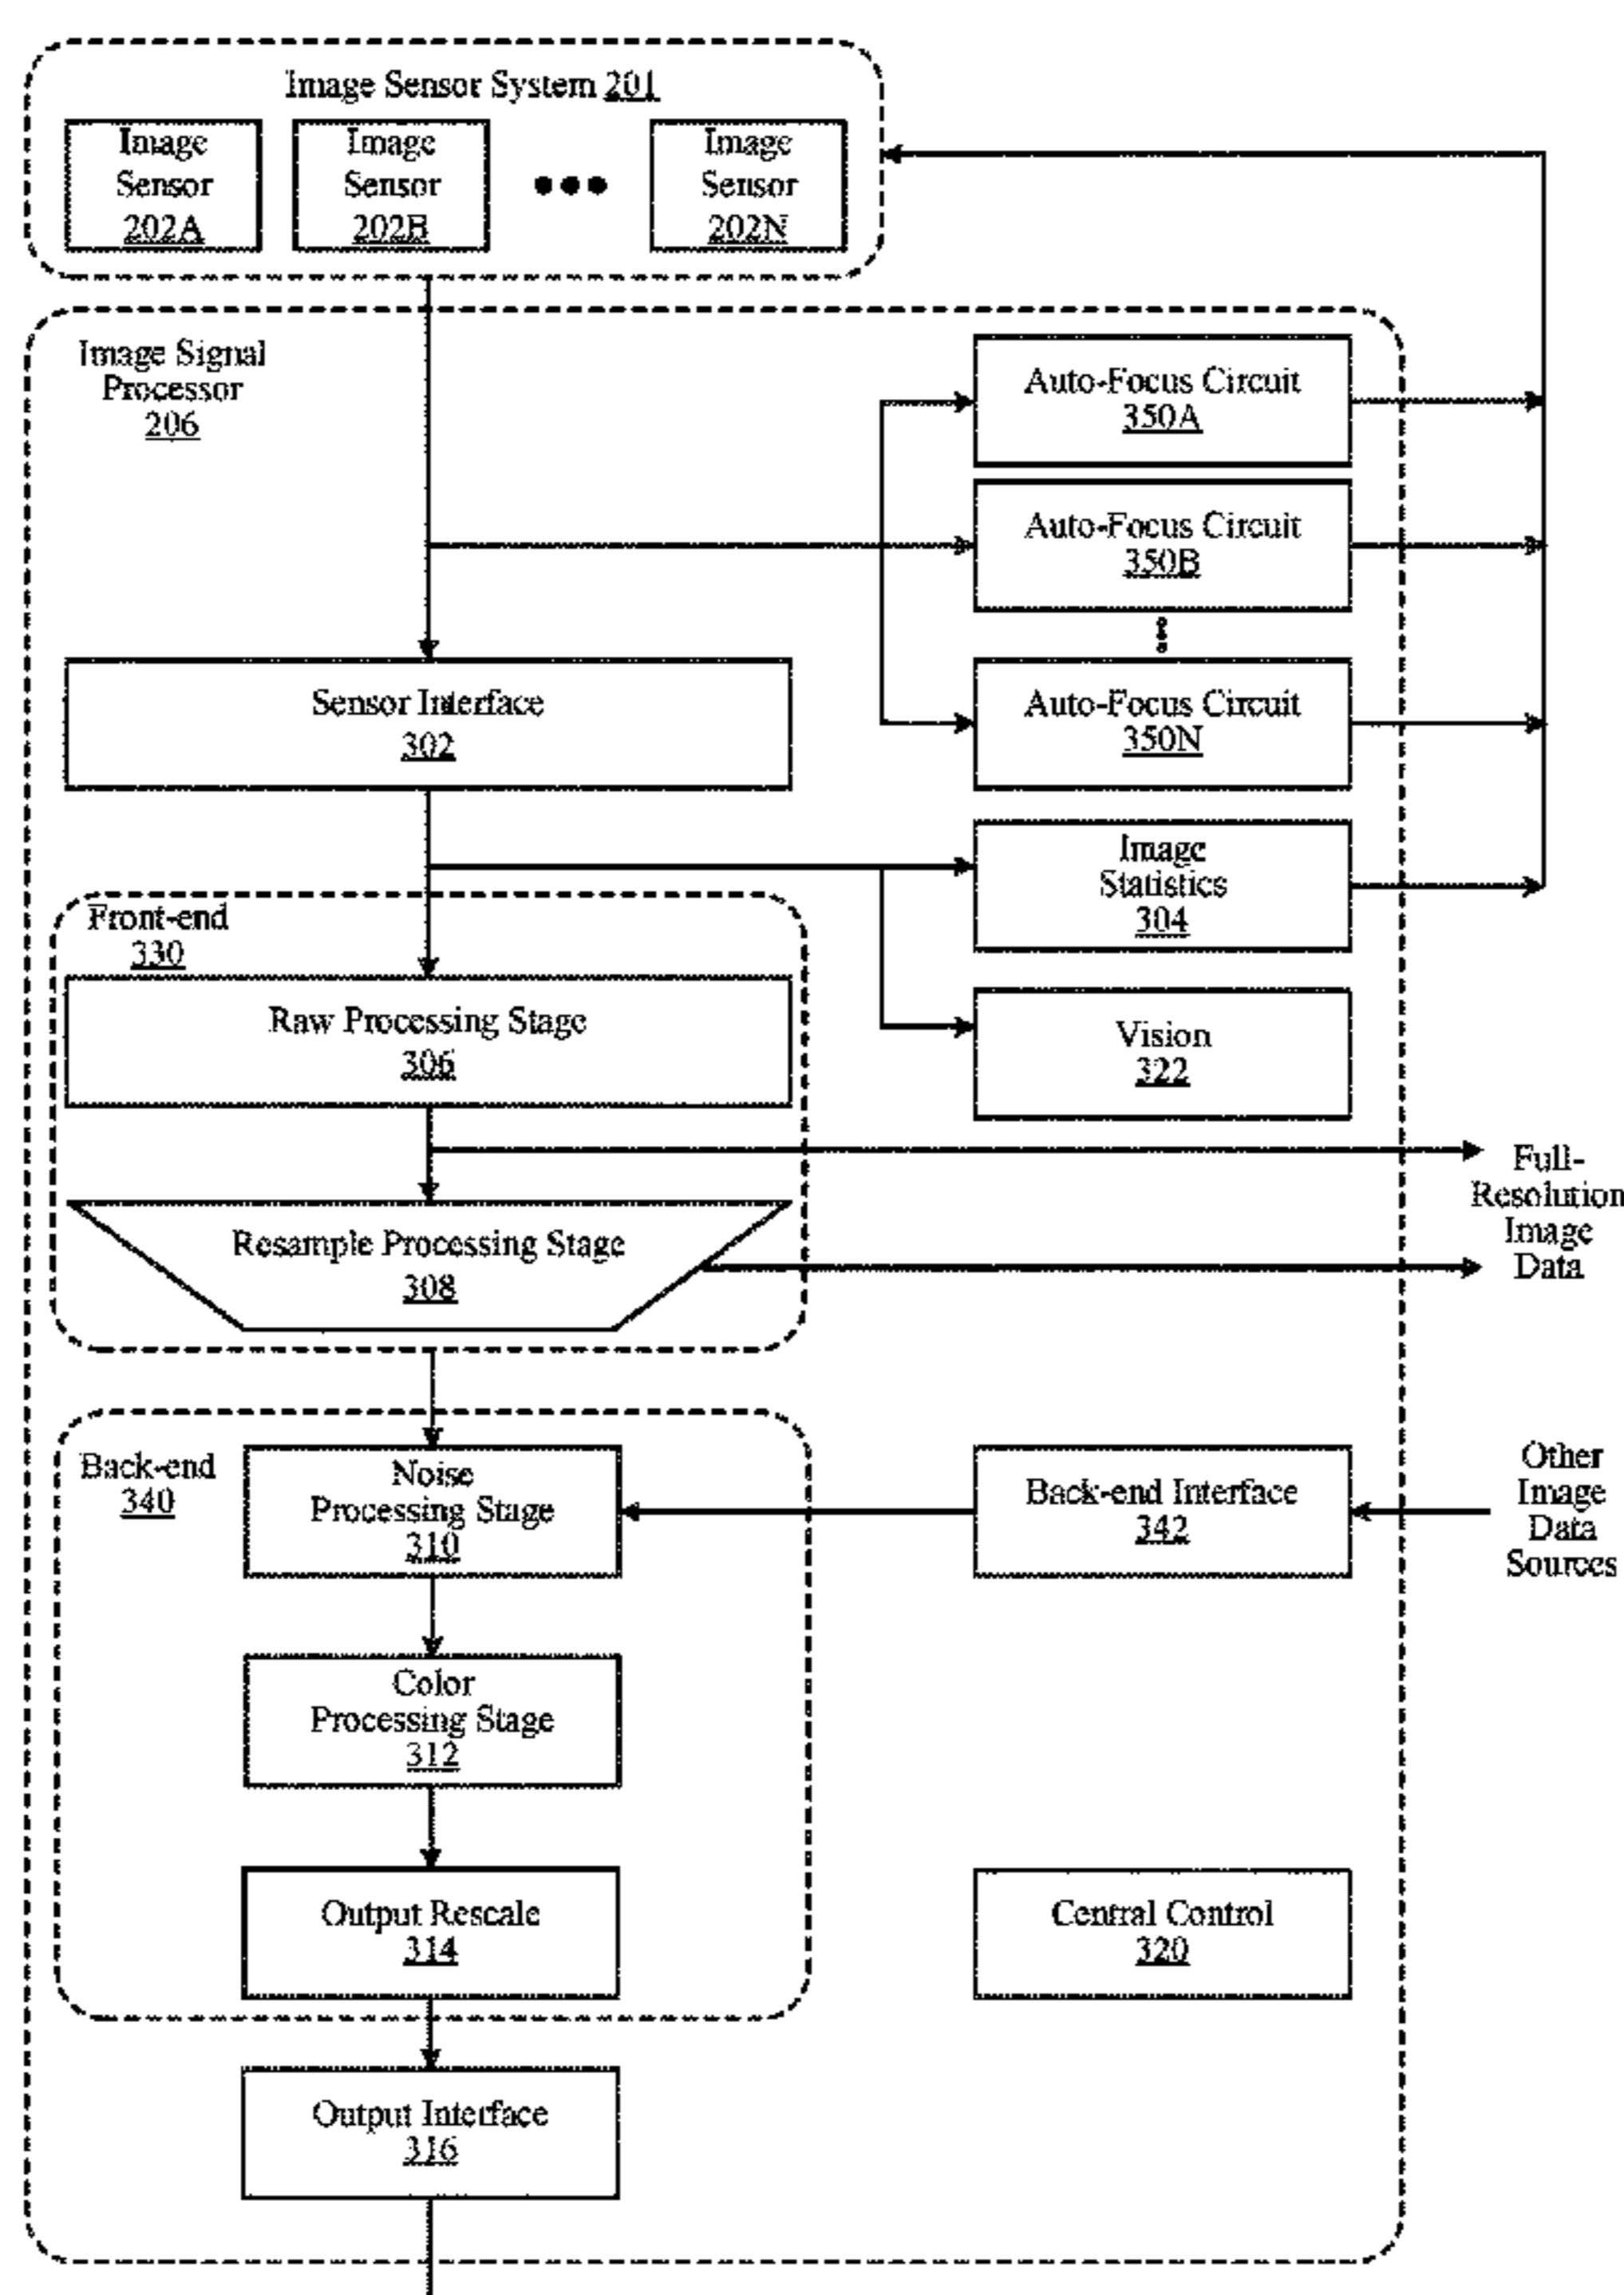 Image Sensor System 201
Image
Sensor
202A
Image
Sensor
202B
Image
Sensor
202N
Image Signal
Processor
206
Auto-Focus Circuit
350A
Auto-Focus Circuit
350B
Sensor Interface
302
Auto-Focus Circuit
350N
Image
Statistics
304
Front-end
330
Raw Processing Stage
306
Vision
322
Full-
Resolution
Image
Data
Resample Processing Stage
308
Back-end
340
Noise
Processing Stage
310
Back-end Interface
342
Other
Image
Data
Sources
Color
Processing Stage
312
Output Rescale
314
Central Control
320
Output Interface
316